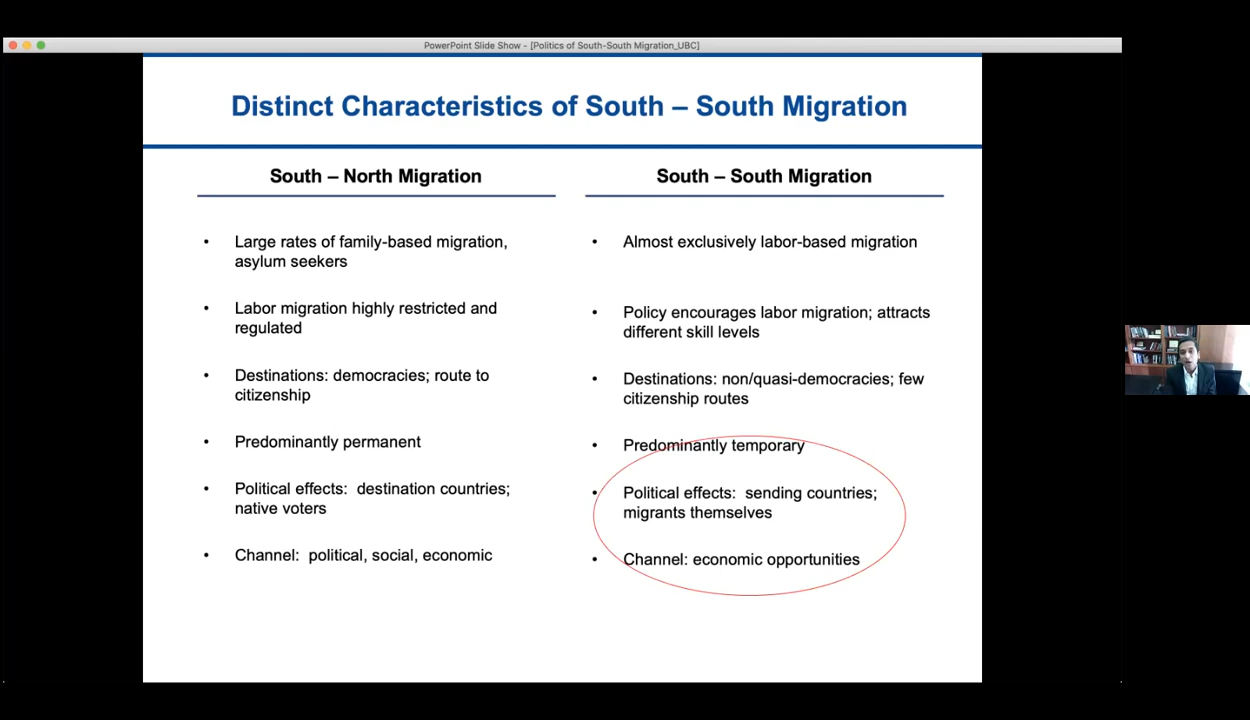 PowerPoint Slide Show - [Politics of South-South Migration_UBC]
Distinct Characteristics of South – South Migration
South – North Migration
• Large rates of family-based migration,
asylum seekers
• Labor migration highly restricted and
regulated
• Destinations: democracies; route to
citizenship
• Predominantly permanent
• Political effects:  destination countries;
native voters
• Channel:  political, social, economic
South – South Migration
• Almost exclusively labor-based migration
• Policy encourages labor migration; attracts
different skill levels
• Destinations: non/quasi-democracies; few
citizenship routes
• Predominantly temporary
• Political effects:  sending countries;
migrants themselves
• Channel: economic opportunities